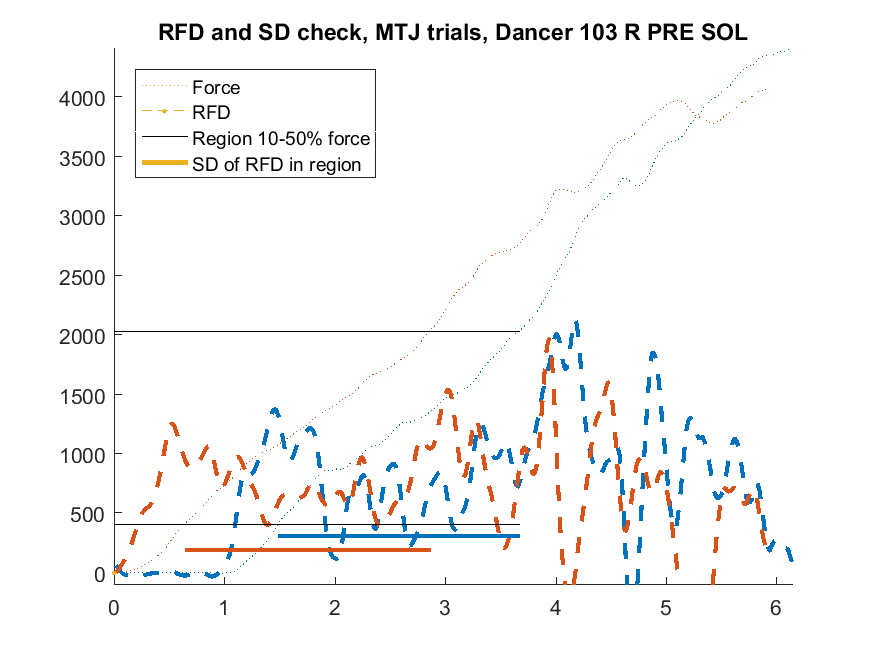 RFD and SD check, MTJ trials, Dancer 103 R PRE SOL
Force
RFD
Region 10-50% force
SD of RFD in region
4000
3500
3000
2500
2000
1500
1000
500
0
0 1 2 3 4 5 6